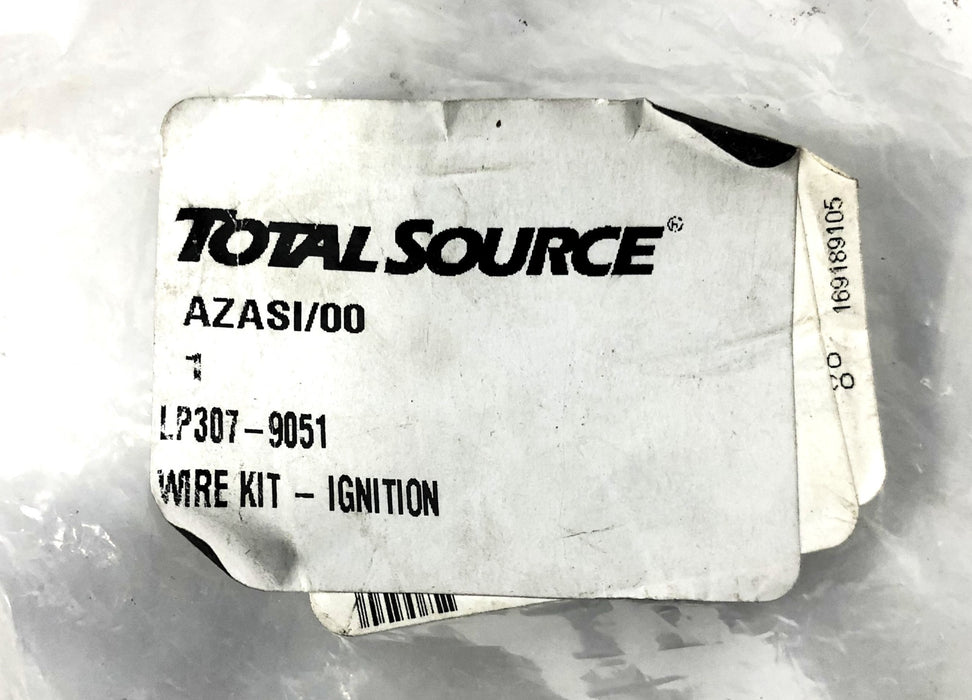 TOTAL SOURCE®
AZASI/00
1
LP307-9051
WIRE KIT - IGNITION
169189105